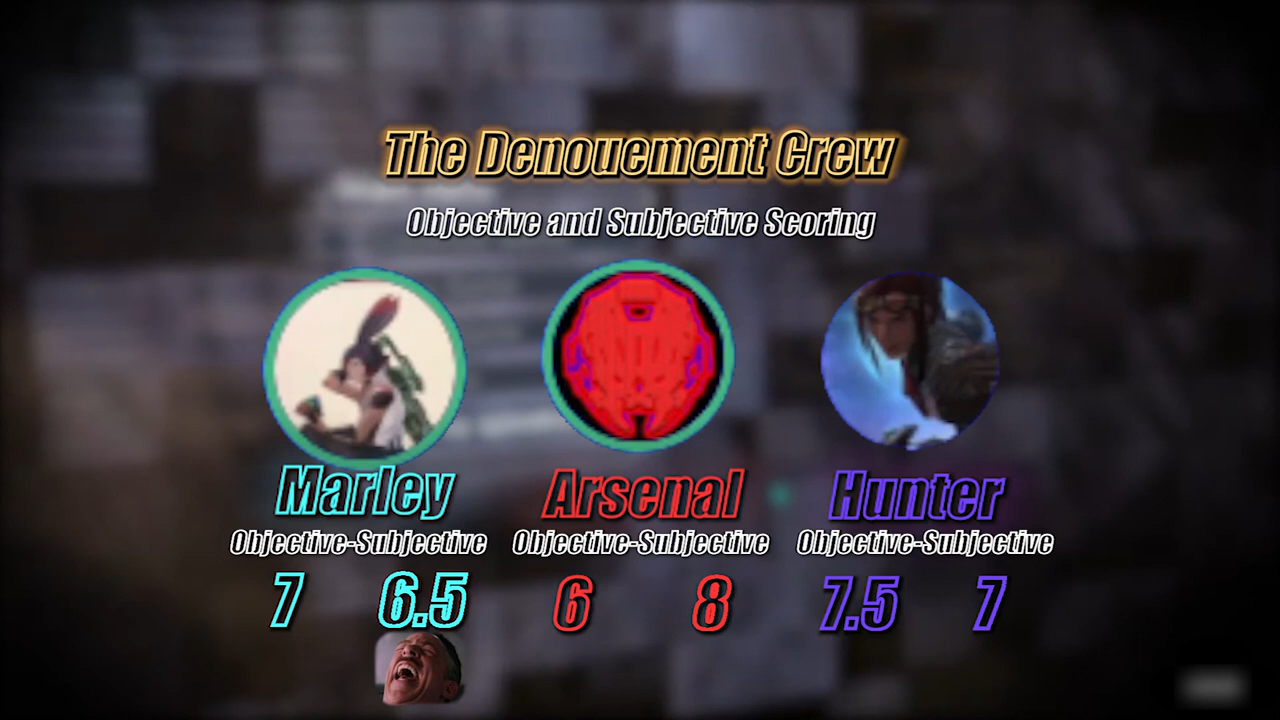 The Denouement Crew
Objective and Subjective Scoring
Marley Arsenal Hunter
Objective-Subjective Objective-Subjective Objective-Subjective
7 6.5 6 8 7.5 7